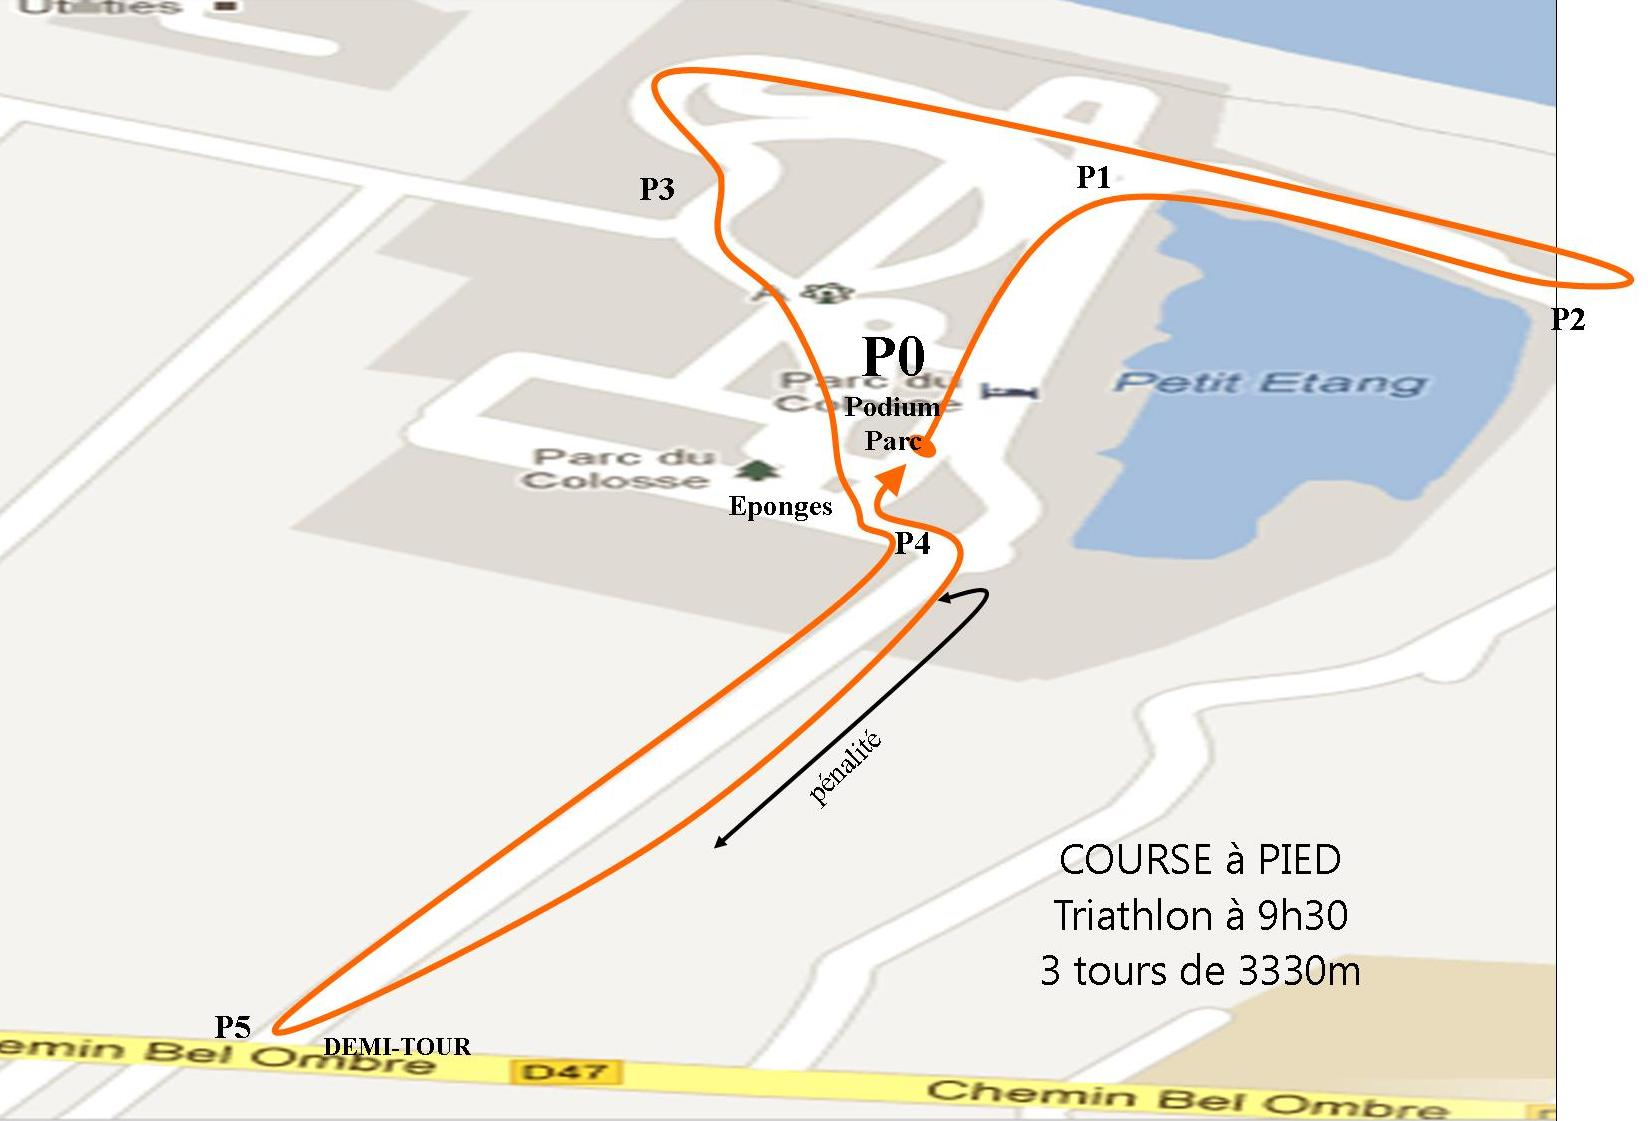 Utilities
P1
P3
P2
P0
Parc du
Colosse
Podium
Parc
Petit Etang
Parc du
Colosse
Eponges
P4
pénalité
COURSE à PIED
Triathlon à 9h30
3 tours de 3330m
P5
DEMI-TOUR
emin Bel Ombre
D47
Chemin Bel Ombre